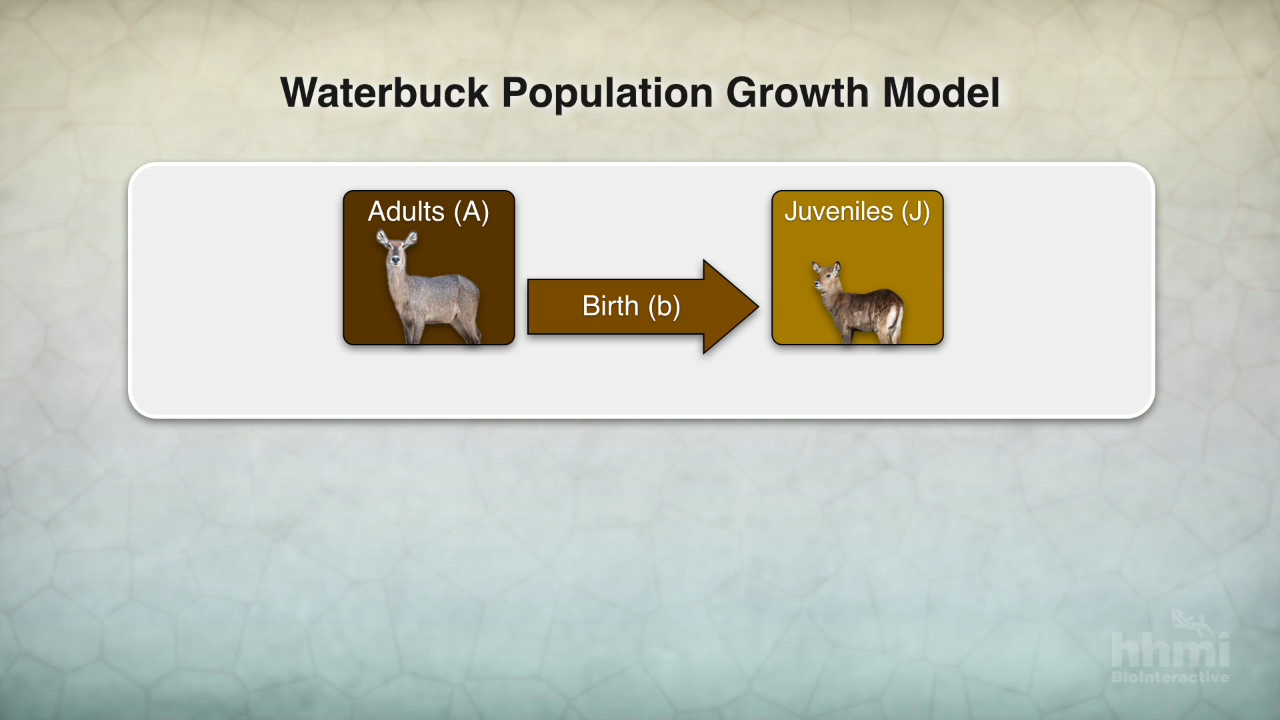 Waterbuck Population Growth Model
Adults (A)
Birth (b)
Juveniles (J)
hhmi
BioInteractive